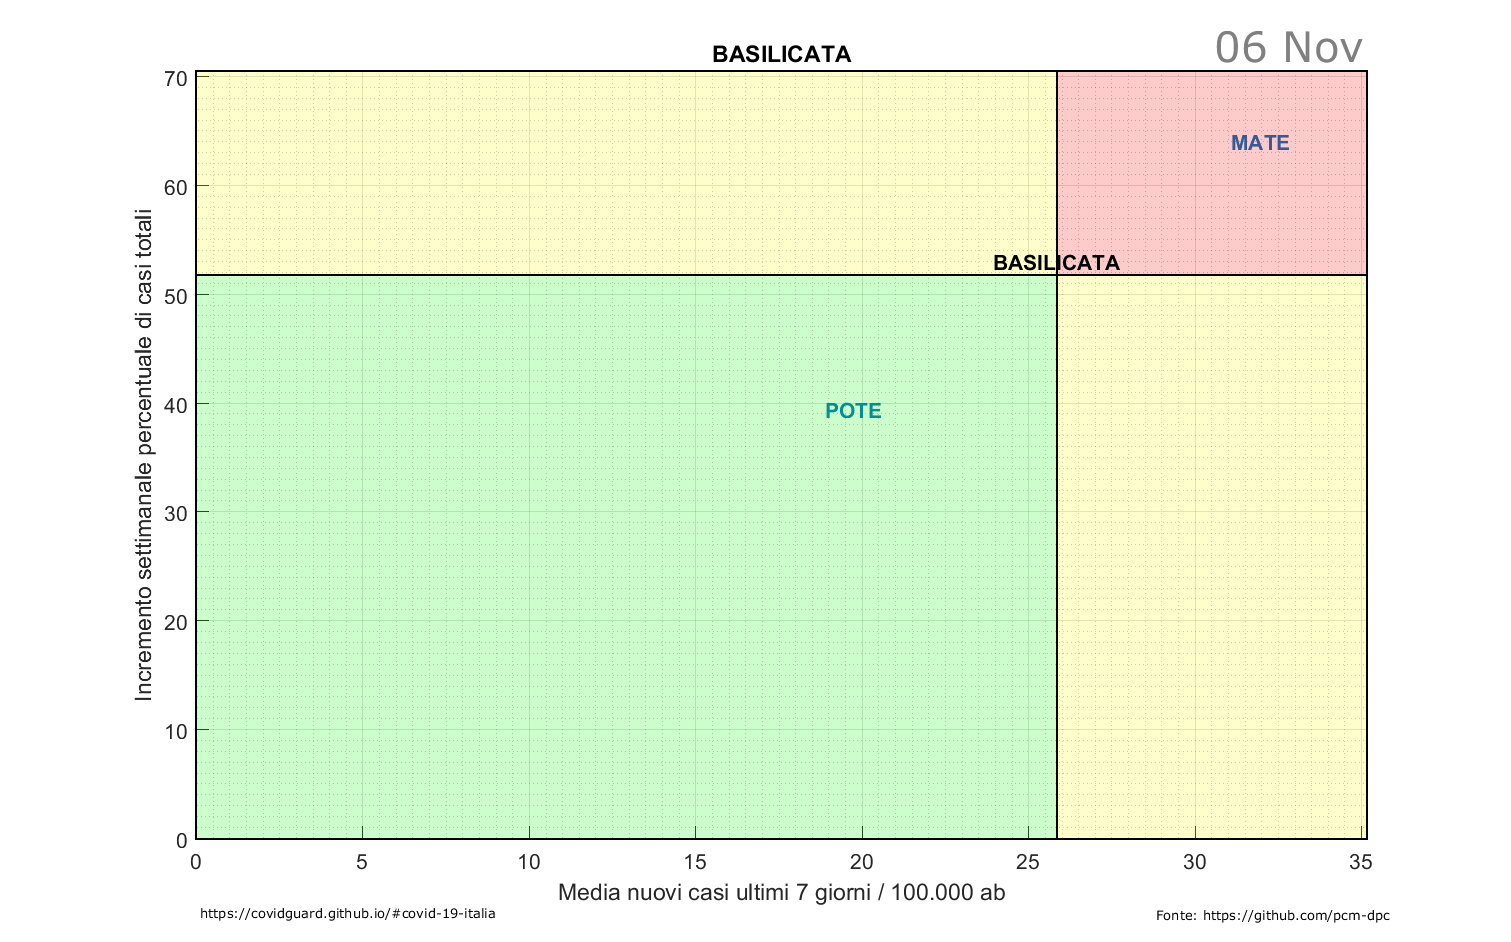 BASILICATA
06 Nov
70
60
50
40
30
20
10
0
Incremento settimanale percentuale di casi totali
MATE
BASILICATA
POTE
0 5 10 15 20 25 30 35
Media nuovi casi ultimi 7 giorni / 100.000 ab
https://covidguard.github.io/#covid-19-italia
Fonte: https://github.com/pcm-dpc